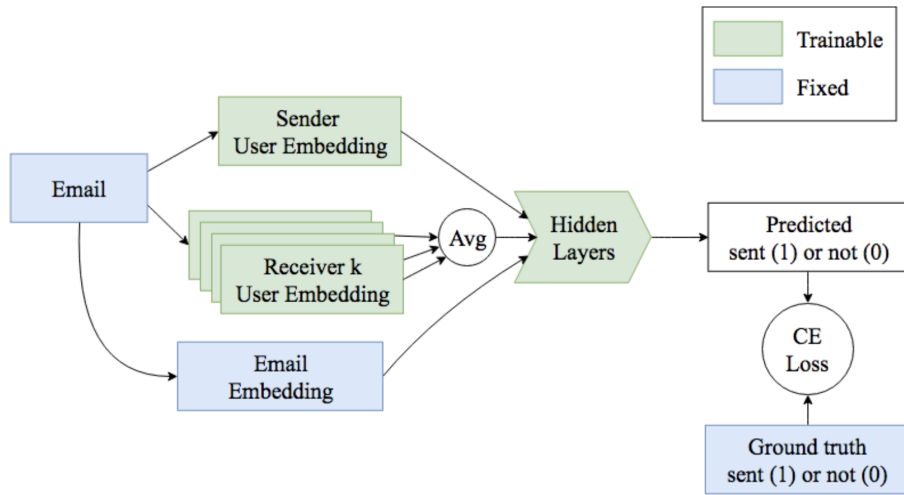 Trainable
Fixed
Sender
User Embedding
Email
Receiver k
User Embedding
Avg
Hidden
Layers
Predicted
sent (1) or not (0)
Email
Embedding
CE
Loss
Ground truth
sent (1) or not (0)